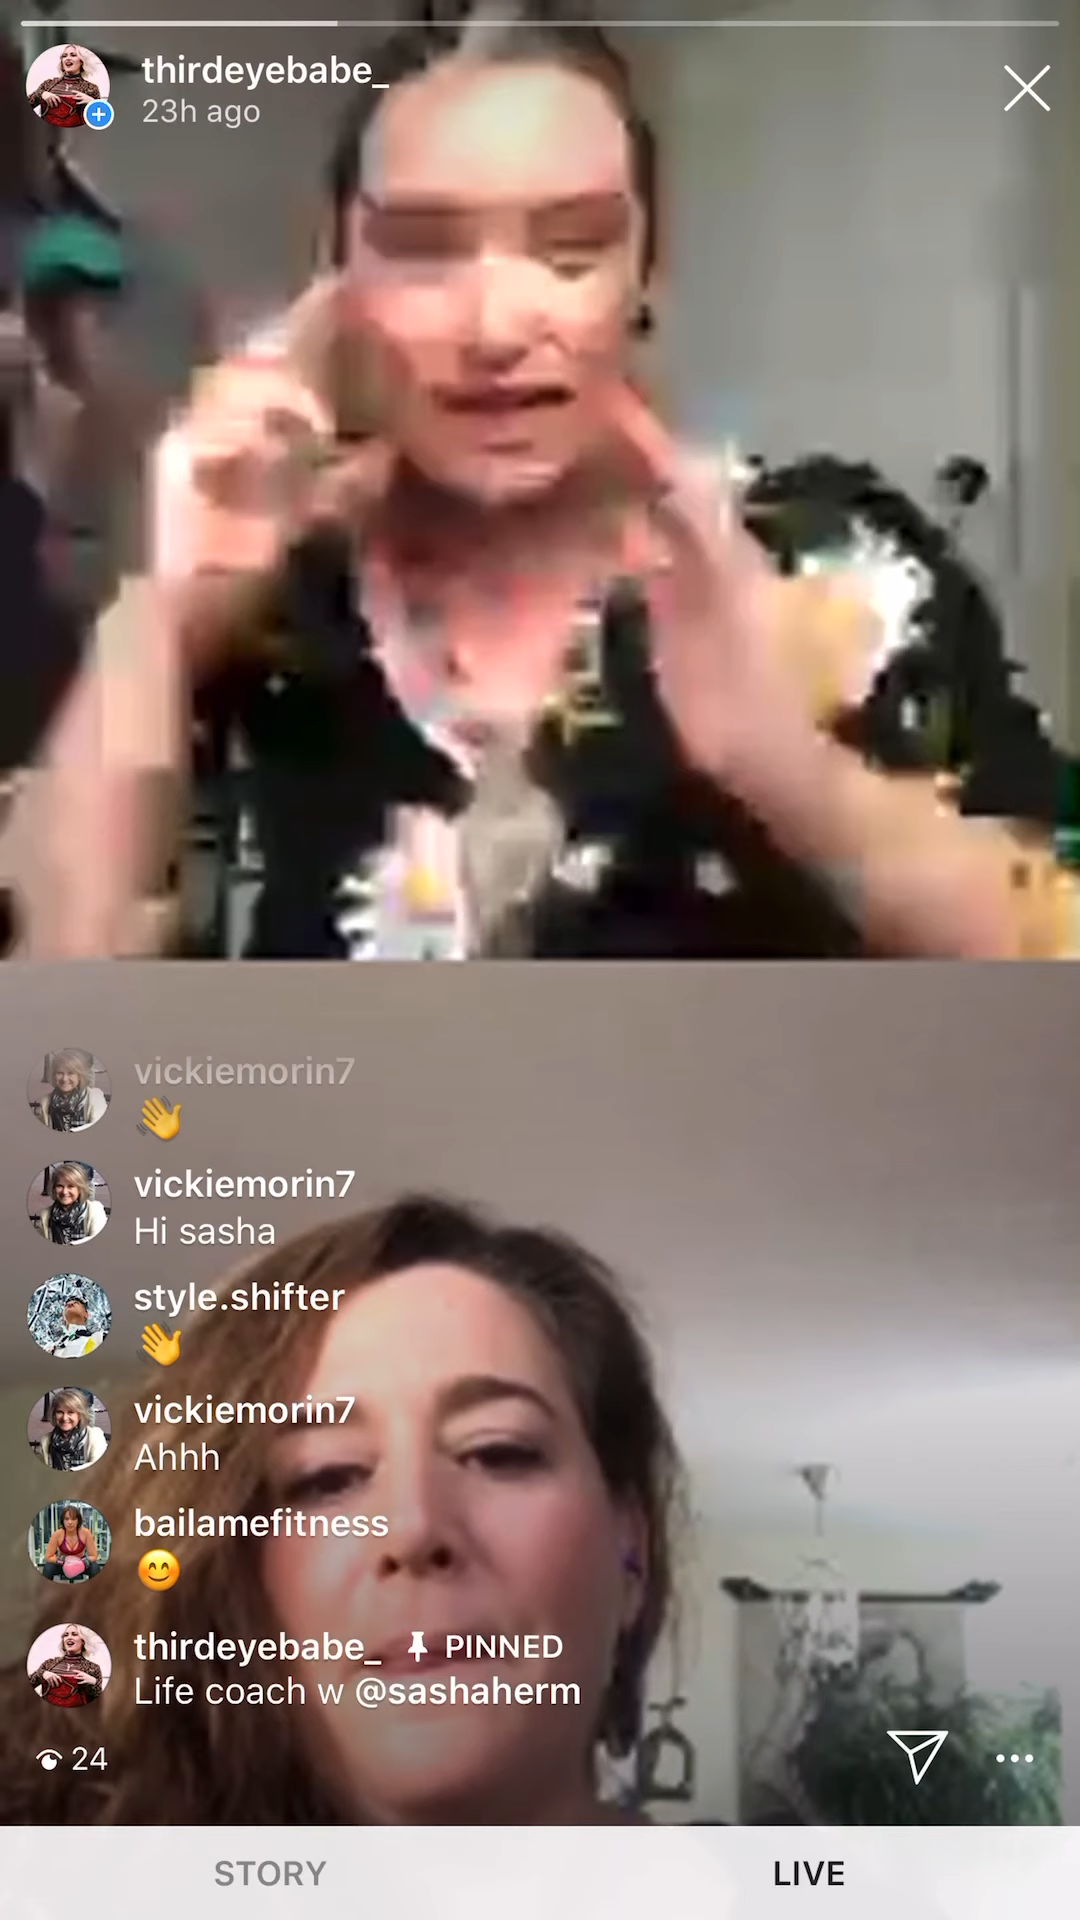 thirdeyebabe_
23h ago
vickiemorin7
👋
vickiemorin7
Hi sasha
style.shifter
👋
vickiemorin7
Ahhh
bailamefitness
😊
thirdeyebabe_ PINNED
Life coach w @sashaherm
24
STORY LIVE